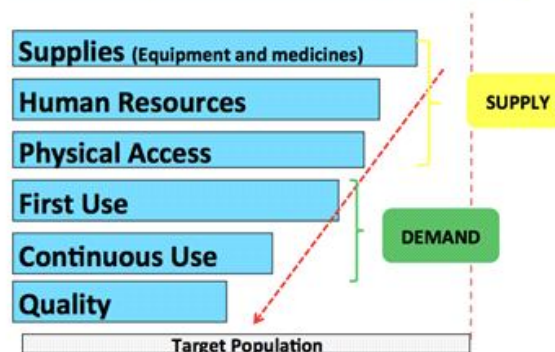 Supplies (Equipment and medicines)
Human Resources
SUPPLY
Physical Access
First Use
DEMAND
Continuous Use
Quality
Target Population